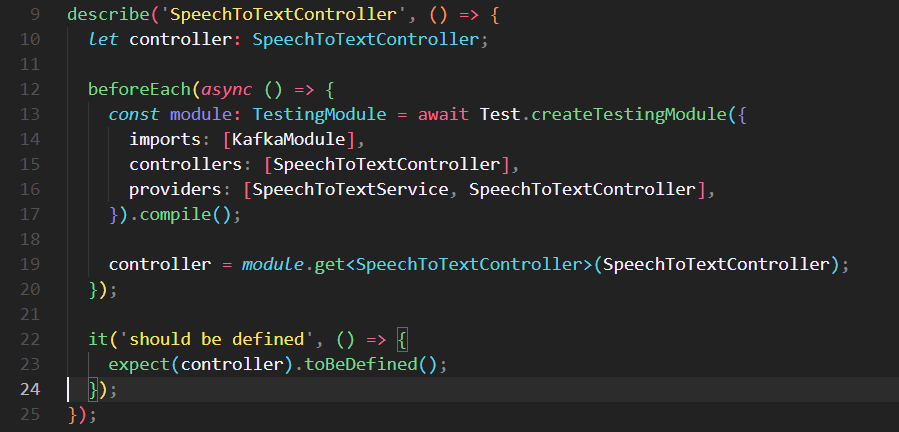 9 describe('SpeechToTextController', () => {
10 let controller: SpeechToTextController;
11
12 beforeEach(async () => {
13 const module: TestingModule = await Test.createTestingModule({
14 imports: [KafkaModule],
15 controllers: [SpeechToTextController],
16 providers: [SpeechToTextService, SpeechToTextController],
17 }).compile();
18
19 controller = module.get<SpeechToTextController>(SpeechToTextController);
20 });
21
22 it('should be defined', () => {
23 expect(controller).toBeDefined();
24 });
25 });